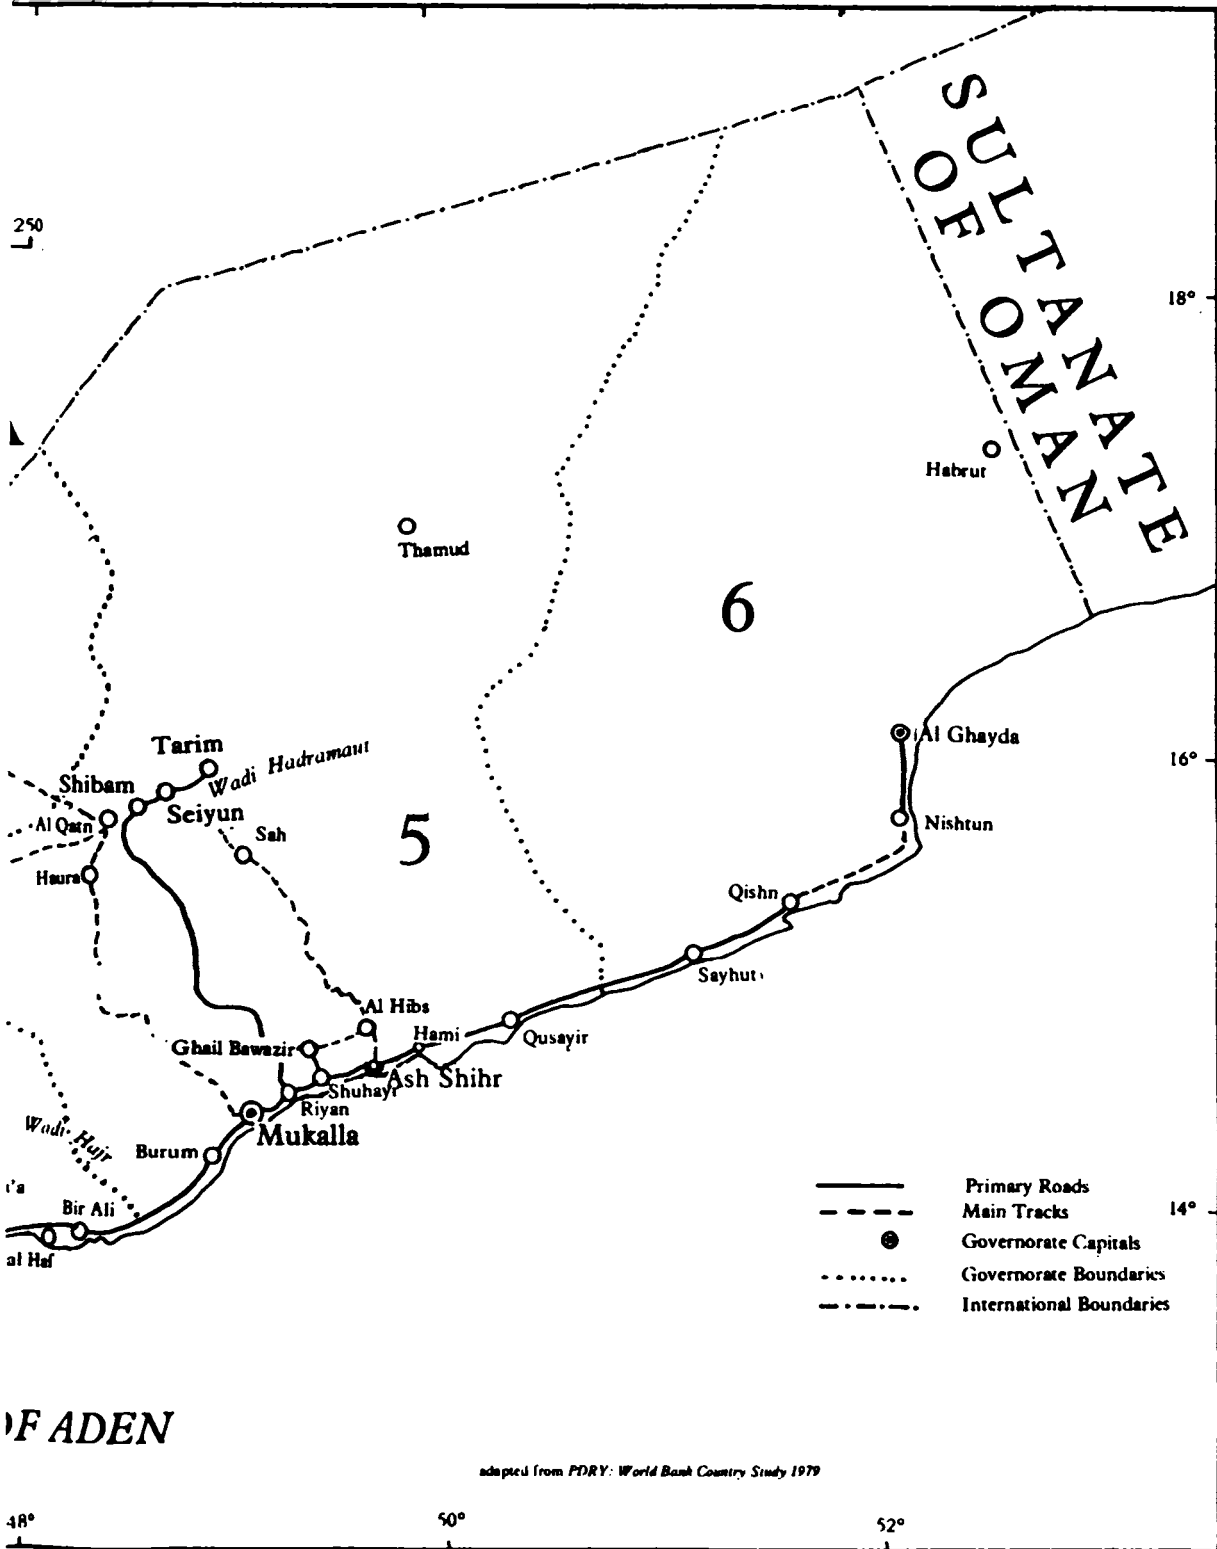 SULTANATE
OF OMAN
250
18°
Habrut
Thamud
6
Al Ghayda
16°
Tarim
Wadi Hadramaut
Shibam
Seiyun
Al Qatn
Sah
5
Nishtun
Haura
Qishn
Sayhut
Al Hibs
Hami
Qusayir
Ghail Bawazir
Ash Shihr
Shuhayr
Riyan
Mukalla
Wadi Hajr
Burum
Bir Ali
al Haf
Primary Roads
Main Tracks
14°
Governorate Capitals
Governorate Boundaries
International Boundaries
OF ADEN
adapted from PDRY: World Bank Country Study 1979
48°
50°
52°